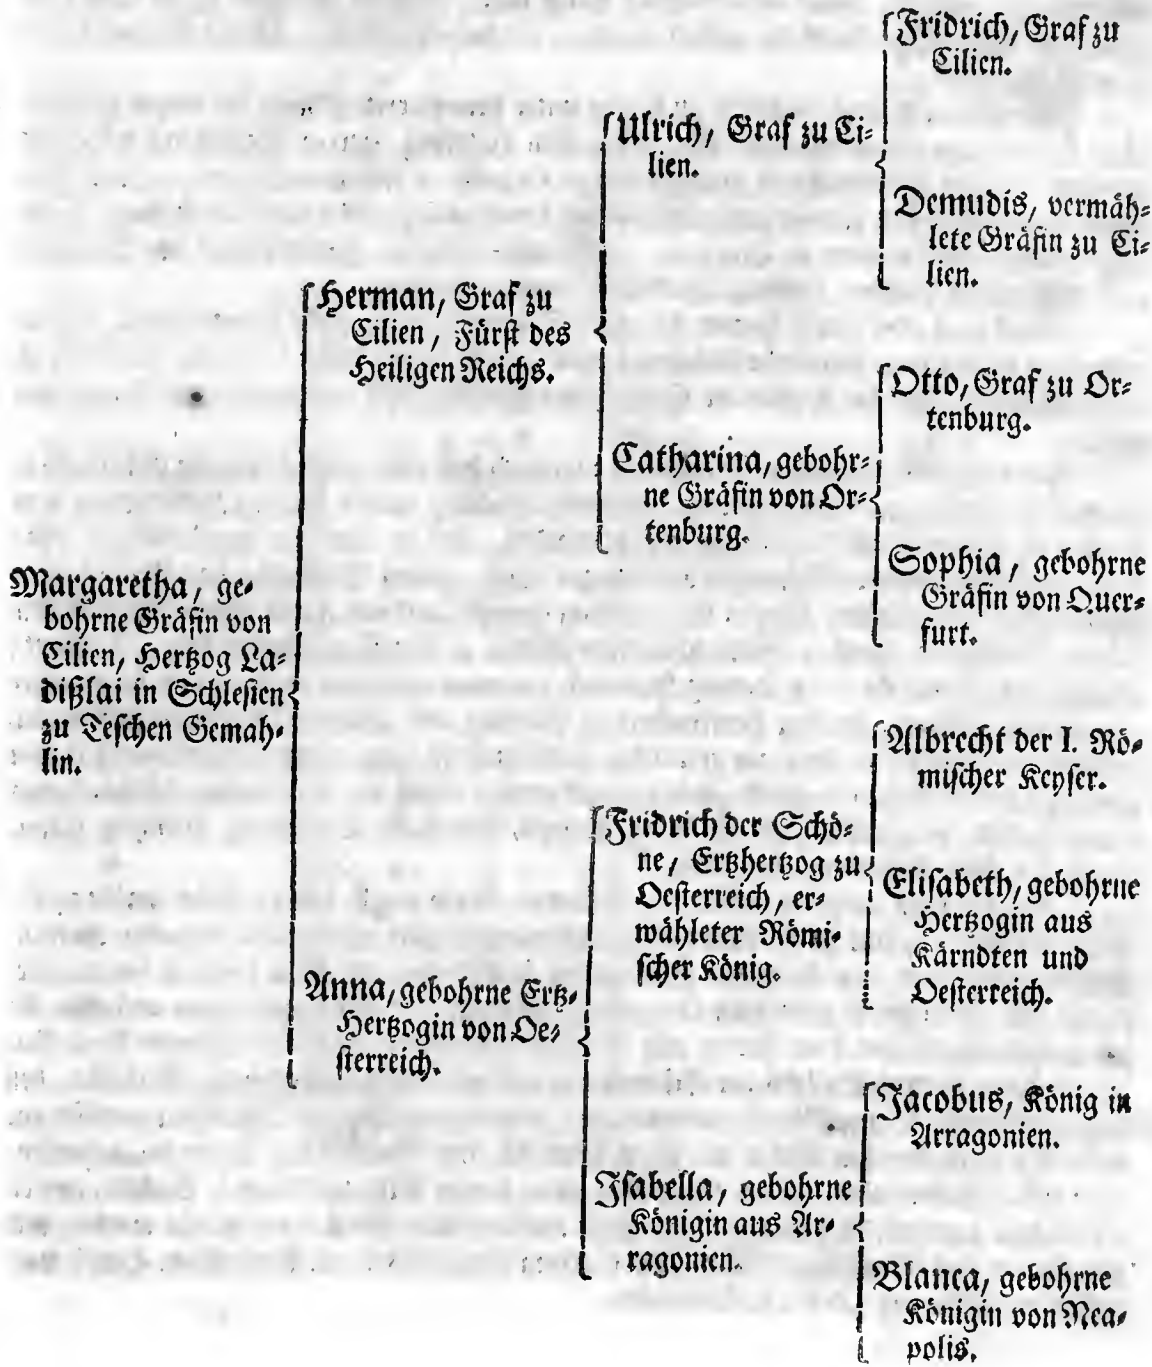 Fridrich, Graf zu
Cilien.
Ulrich, Graf zu Ci-
lien.
Demudis, vermäh-
lete Gräfin zu Ci-
lien.
Herman, Graf zu
Cilien, Fürst des
Heiligen Reichs.
Otto, Graf zu Or-
tenburg.
Catharina, gebohr-
ne Gräfin von Or-
tenburg.
Sophia, gebohrne
Gräfin von Quer-
furt.
Margaretha, ge-
bohrne Gräfin von
Cilien, Hertzog La-
dißlai in Schlesien
zu Teschen Gemah-
lin.
Albrecht der I. Rö-
mischer Keyser.
Fridrich der Schö-
ne, Ertzhertzog zu
Oesterreich, er-
wähleter Römi-
scher König.
Elisabeth, gebohrne
Hertzogin aus
Kärndten und
Oesterreich.
Anna, gebohrne Ertz-
Hertzogin von Oe-
sterreich.
Jacobus, König in
Arragonien.
Isabella, gebohrne
Königin aus Ar-
ragonien.
Blanca, gebohrne
Königin von Nea-
polis.